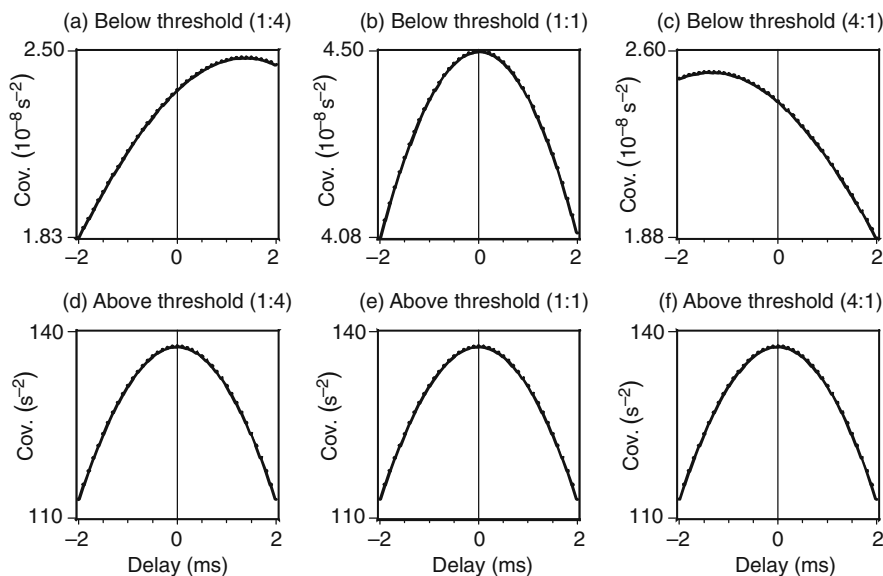 (a) Below threshold (1:4)
(b) Below threshold (1:1)
(c) Below threshold (4:1)
2.50
Cov. (10⁻⁸ s⁻²)
1.83
−2 0 2
4.50
Cov. (10⁻⁸ s⁻²)
4.08
−2 0 2
2.60
Cov. (10⁻⁸ s⁻²)
1.88
−2 0 2
(d) Above threshold (1:4)
(e) Above threshold (1:1)
(f) Above threshold (4:1)
140
Cov. (s⁻²)
110
−2 0 2
Delay (ms)
140
Cov. (s⁻²)
110
−2 0 2
Delay (ms)
140
Cov. (s⁻²)
110
−2 0 2
Delay (ms)